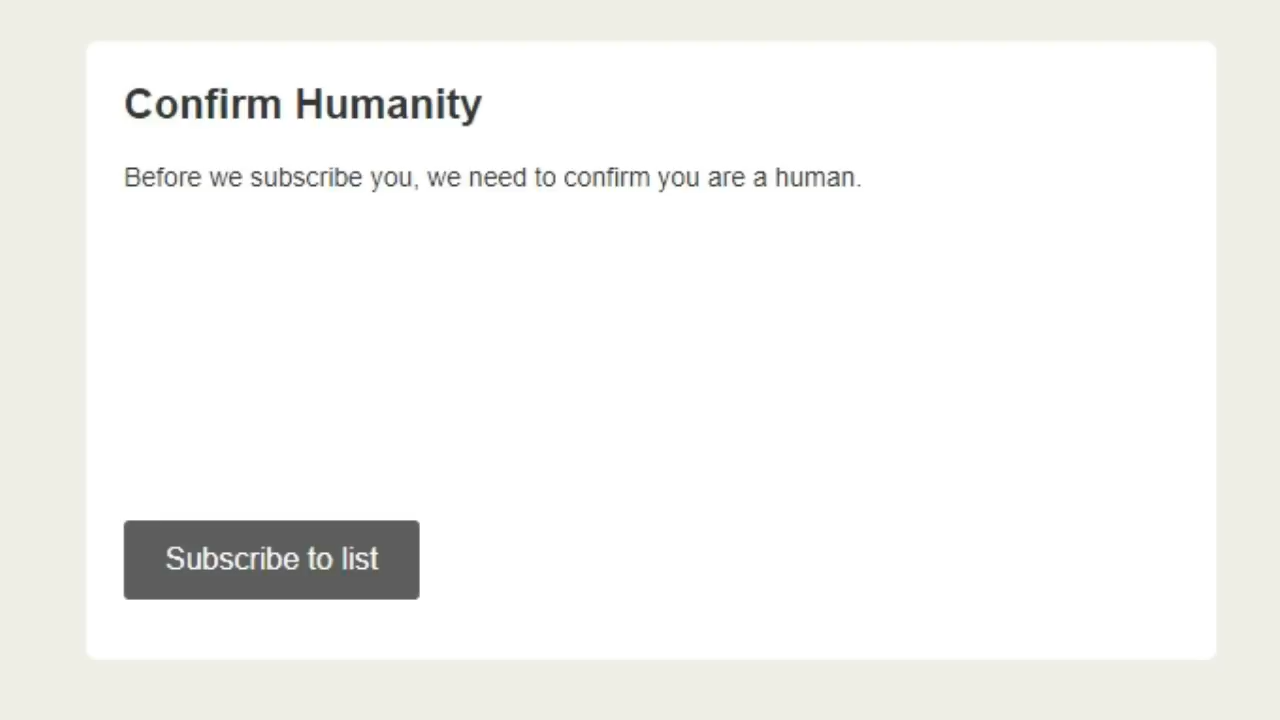 Confirm Humanity
Before we subscribe you, we need to confirm you are a human.
Subscribe to list